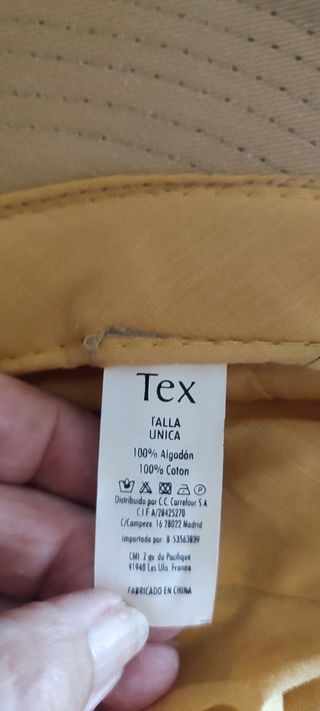 Tex
TALLA
UNICA
100% Algodón
100% Coton
Distribuido por C.C. Carrefour S.A
C.I.F. A/28425270
C/Campezo. 16 28022 Madrid
Importado por: B-53563899
CMI. 2 av. du Pacifique
91940 Les Ulis. France
FABRICADO EN CHINA